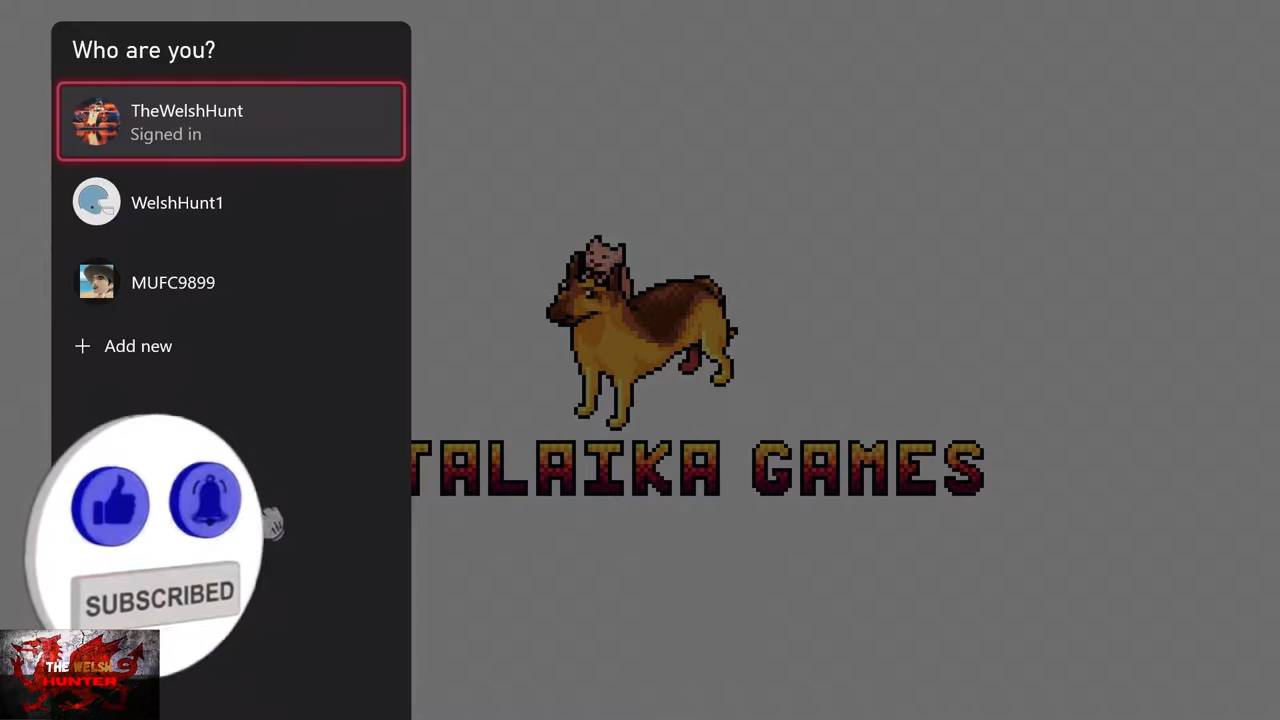 Who are you?
TheWelshHunt
Signed in
WelshHunt1
MUFC9899
+ Add new
TALAIKA GAMES
SUBSCRIBED
THE WELSH
HUNTER